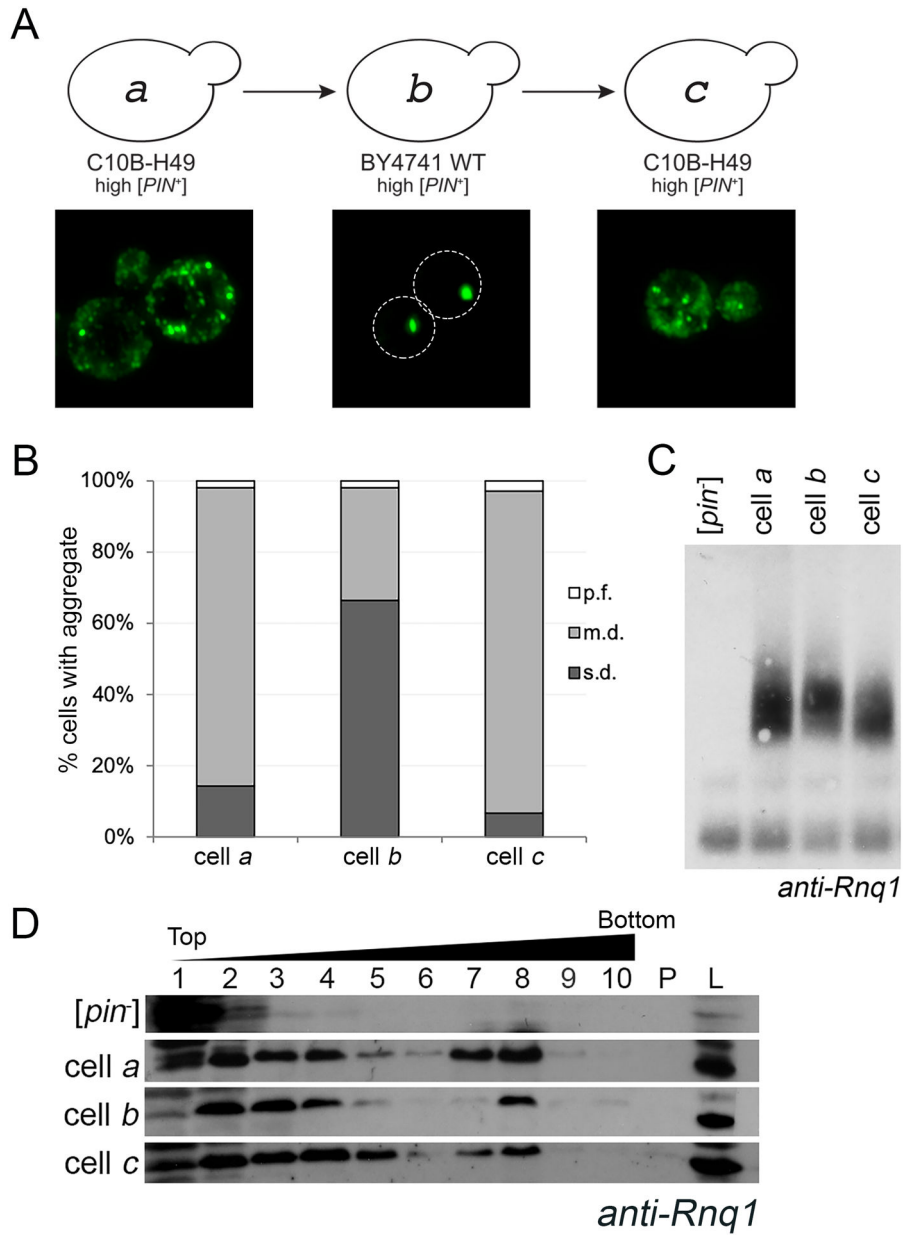 A
a
b
c
C10B-H49
high [PIN⁺]
BY4741 WT
high [PIN⁺]
C10B-H49
high [PIN⁺]
B
100%
80%
60%
40%
20%
0%
% cells with aggregate
cell a
cell b
cell c
p.f.
m.d.
s.d.
C
[pin⁻]
cell a
cell b
cell c
anti-Rnq1
D
Top
Bottom
1 2 3 4 5 6 7 8 9 10 P L
[pin⁻]
cell a
cell b
cell c
anti-Rnq1